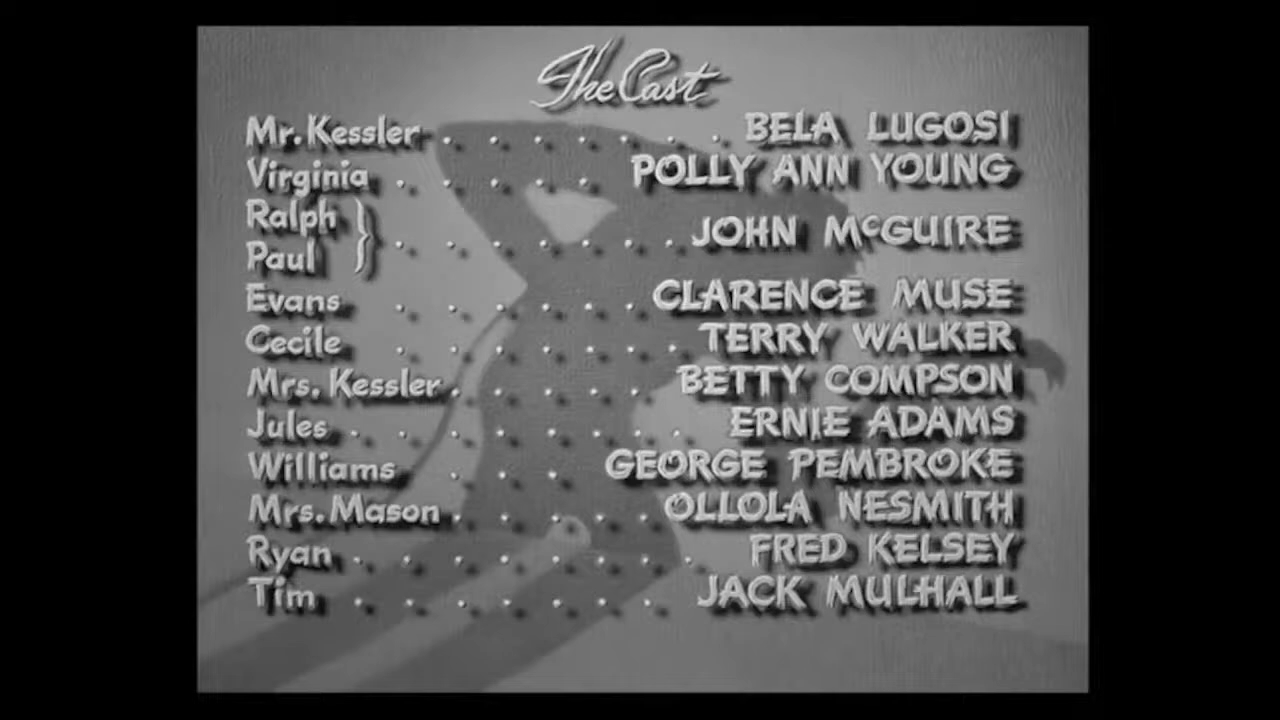 The Cast
Mr. Kessler . . . . . . . BELA LUGOSI
Virginia . . . . . POLLY ANN YOUNG
Ralph
Paul } . . . . . . . JOHN McGUIRE
Evans . . . . . . CLARENCE MUSE
Cecile . . . . . . . TERRY WALKER
Mrs. Kessler . . . . . BETTY COMPSON
Jules . . . . . . . . ERNIE ADAMS
Williams . . . GEORGE PEMBROKE
Mrs. Mason . . . . . OLLOLA NESMITH
Ryan . . . . . . . . FRED KELSEY
Tim . . . . . . . JACK MULHALL